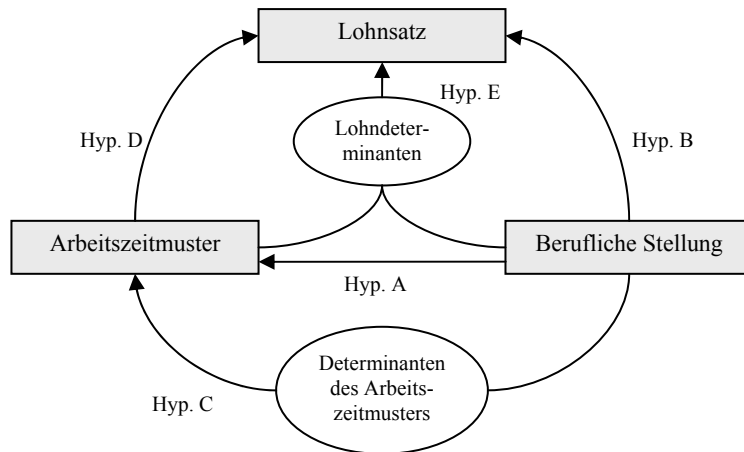 Lohnsatz
Hyp. E
Lohndeter-
minanten
Hyp. D
Hyp. B
Arbeitszeitmuster
Berufliche Stellung
Hyp. A
Determinanten
des Arbeits-
zeitmusters
Hyp. C